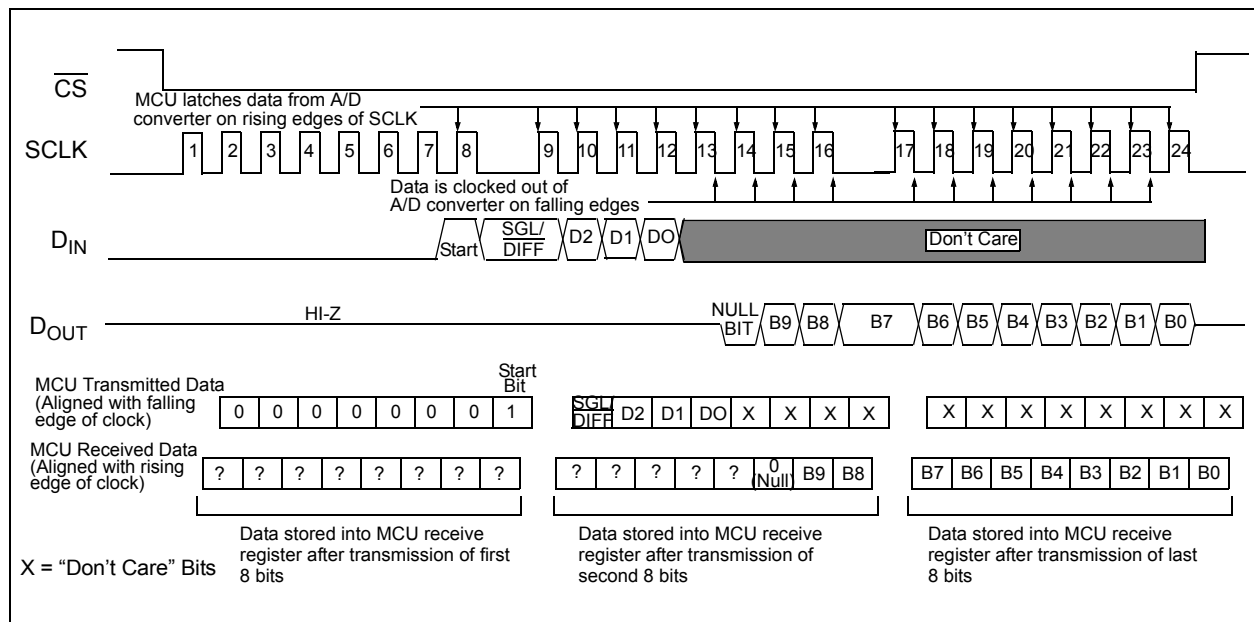 CS
MCU latches data from A/D
converter on rising edges of SCLK
SCLK
1 2 3 4 5 6 7 8 9 10 11 12 13 14 15 16 17 18 19 20 21 22 23 24
Data is clocked out of
A/D converter on falling edges
DIN
Start SGL/
DIFF D2 D1 DO Don't Care
HI-Z
DOUT
NULL
BIT B9 B8 B7 B6 B5 B4 B3 B2 B1 B0
Start
Bit
MCU Transmitted Data
(Aligned with falling
edge of clock)
0 0 0 0 0 0 0 1
SGL/
DIFF D2 D1 DO X X X X
X X X X X X X X
MCU Received Data
(Aligned with rising
edge of clock)
? ? ? ? ? ? ? ?
? ? ? ? ? 0
(Null) B9 B8
B7 B6 B5 B4 B3 B2 B1 B0
Data stored into MCU receive
register after transmission of first
8 bits
Data stored into MCU receive
register after transmission of
second 8 bits
Data stored into MCU receive
register after transmission of last
8 bits
X = “Don't Care” Bits